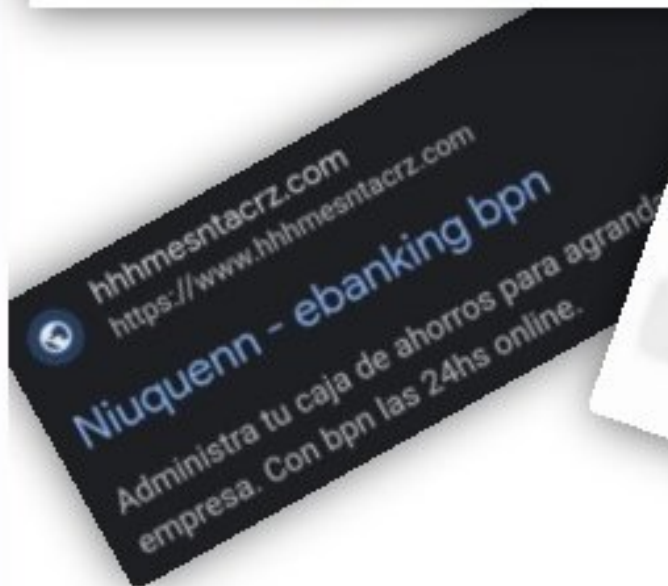 hhhmesntacrz.com
https://www.hhhmesntacrz.com
Niuquenn - ebanking bpn
Administra tu caja de ahorros para
empresa. Con bpn las 24hs online.